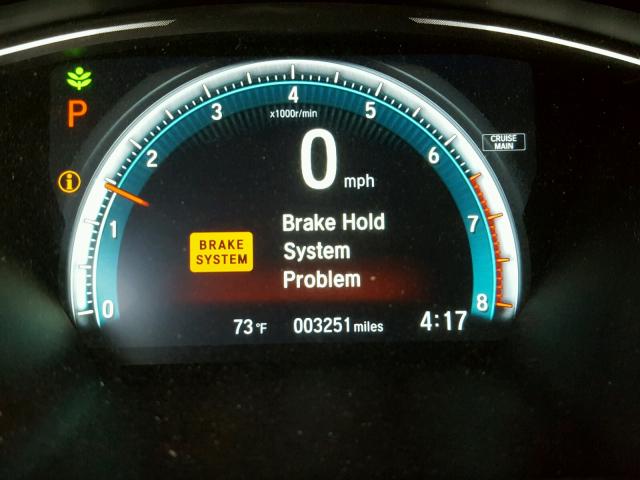 P
4
x1000r/min
3
5
2
6
CRUISE
MAIN
0 mph
i
1
7
Brake Hold
System
Problem
BRAKE
SYSTEM
0
8
73°F
003251 miles
4:17